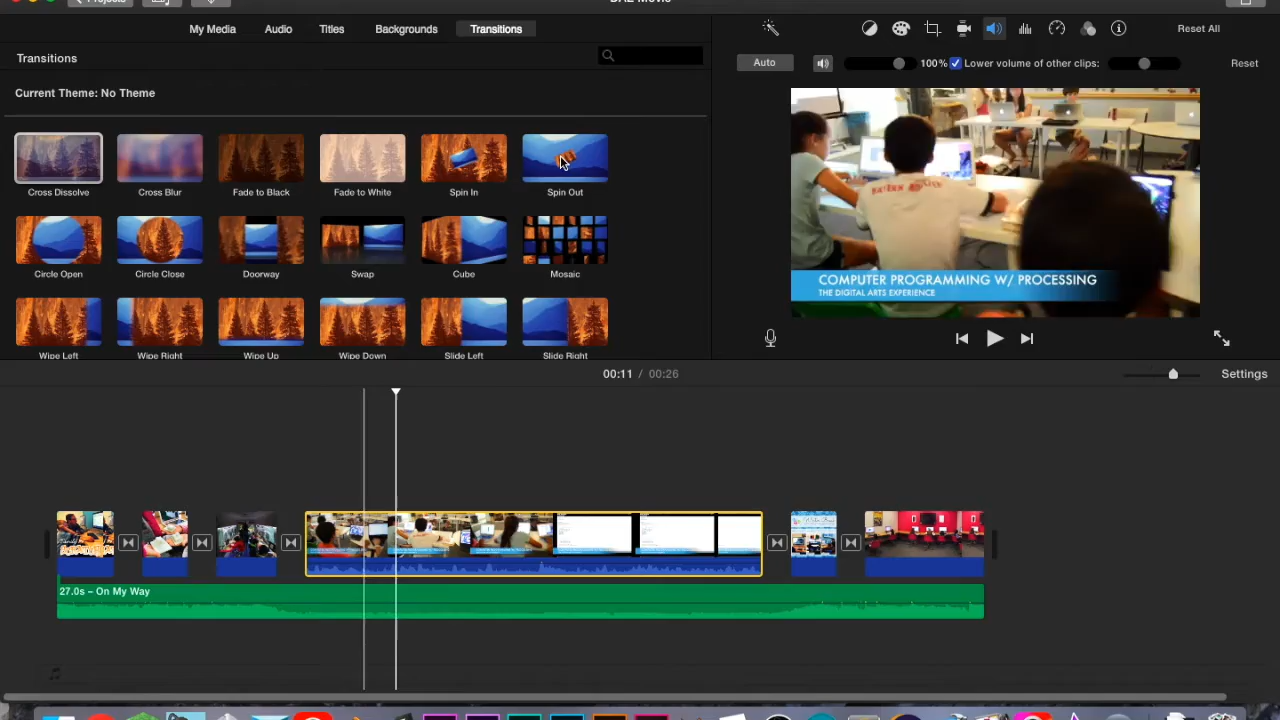 My Media
Audio
Titles
Backgrounds
Transitions
Reset All
Transitions
Auto
100%
Lower volume of other clips:
Reset
Current Theme: No Theme
Cross Dissolve
Cross Blur
Fade to Black
Fade to White
Spin In
Spin Out
Circle Open
Circle Close
Doorway
Swap
Cube
Mosaic
Wipe Left
Wipe Right
Wipe Up
Wipe Down
Slide Left
Slide Right
COMPUTER PROGRAMMING W/ PROCESSING
THE DIGITAL ARTS EXPERIENCE
00:11 / 00:26
Settings
27.0s – On My Way